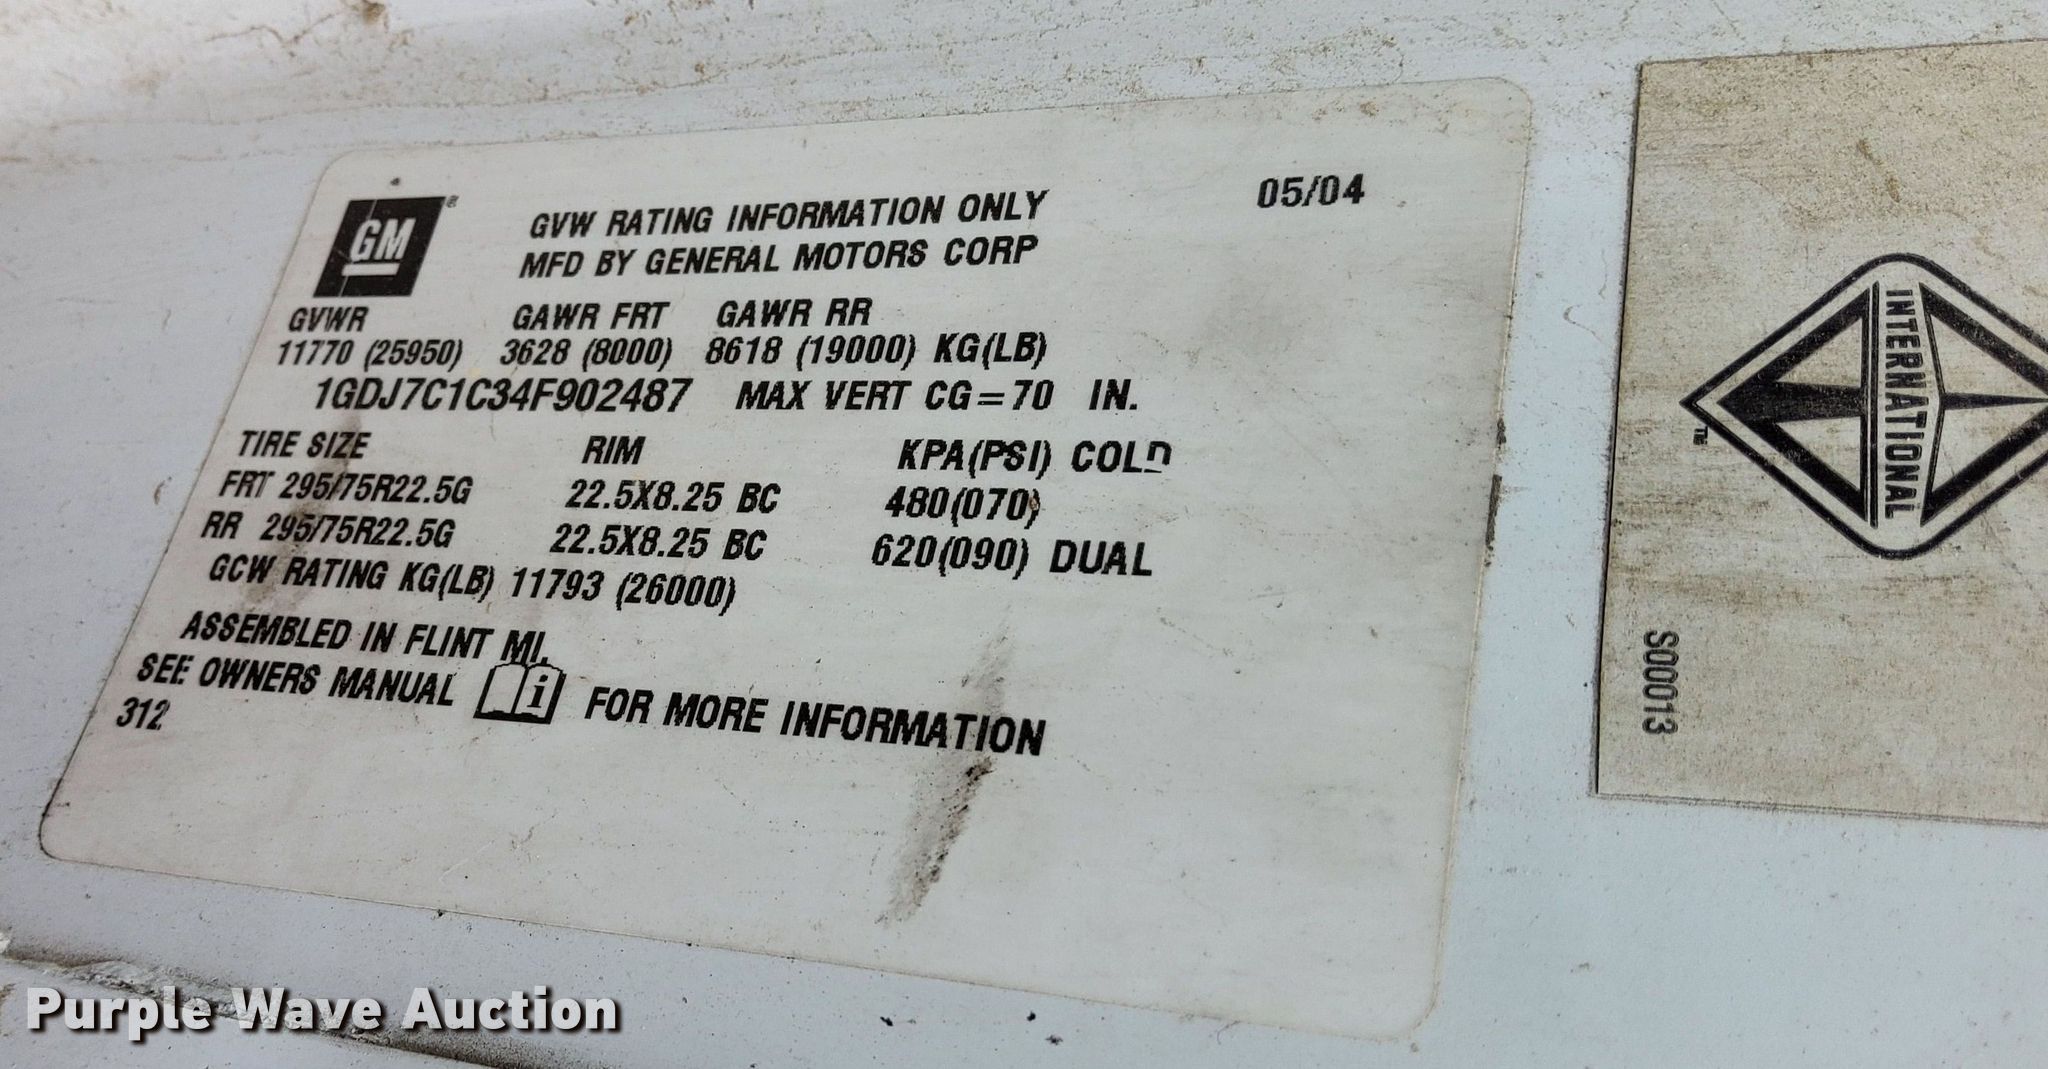 GM
GVW RATING INFORMATION ONLY 05/04
MFD BY GENERAL MOTORS CORP
GVWR GAWR FRT GAWR RR
11770 (25950) 3628 (8000) 8618 (19000) KG(LB)
1GDJ7C1C34F902487 MAX VERT CG=70 IN.
TIRE SIZE RIM KPA(PSI) COLD
FRT 295/75R22.5G 22.5X8.25 BC 480(070)
RR 295/75R22.5G 22.5X8.25 BC 620(090) DUAL
GCW RATING KG(LB) 11793 (26000)
ASSEMBLED IN FLINT MI.
SEE OWNERS MANUAL i FOR MORE INFORMATION
312
INTERNATIONAL
TM
S00013
Purple Wave Auction